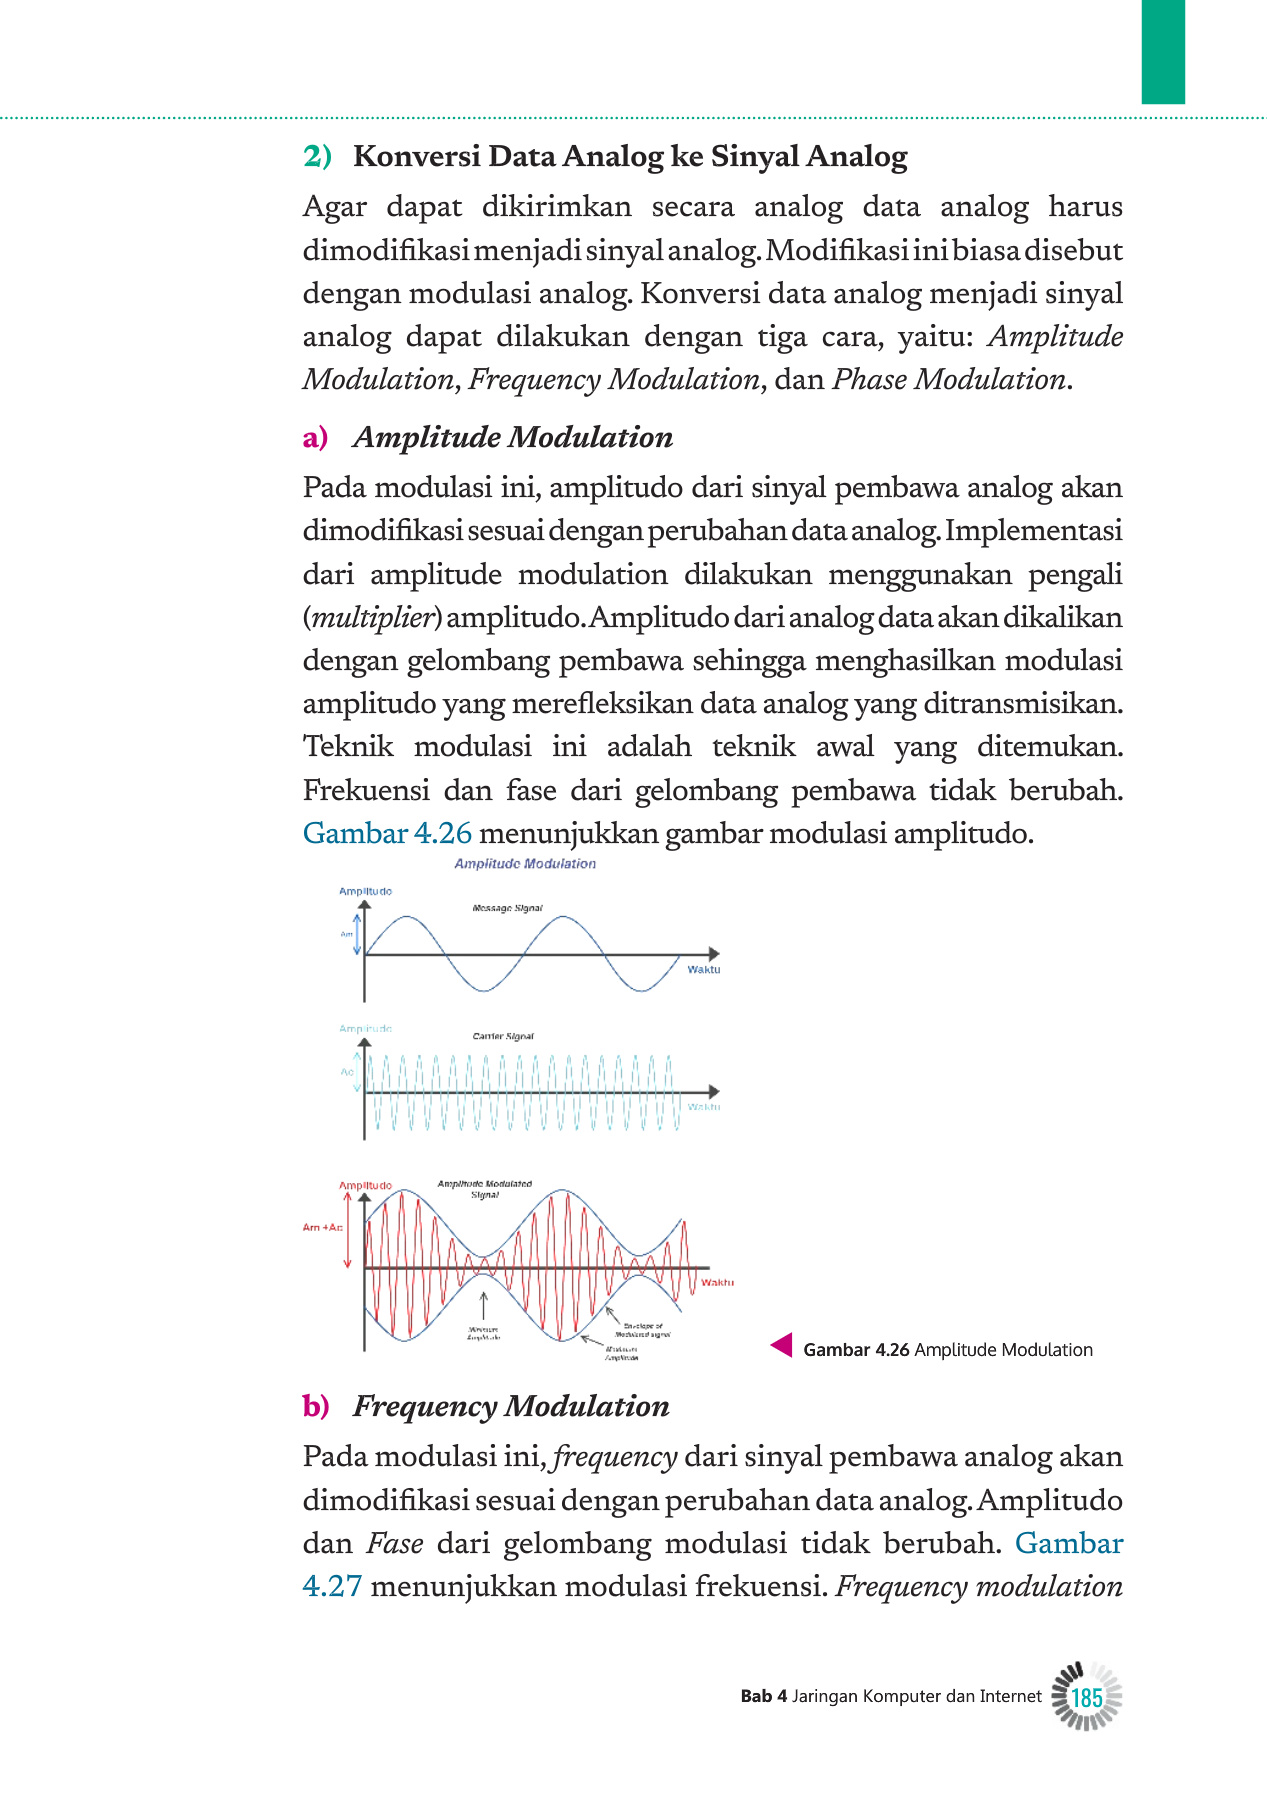 2) Konversi Data Analog ke Sinyal Analog
Agar dapat dikirimkan secara analog data analog harus
dimodifikasi menjadi sinyal analog. Modifikasi ini biasa disebut
dengan modulasi analog. Konversi data analog menjadi sinyal
analog dapat dilakukan dengan tiga cara, yaitu: Amplitude
Modulation, Frequency Modulation, dan Phase Modulation.
a) Amplitude Modulation
Pada modulasi ini, amplitudo dari sinyal pembawa analog akan
dimodifikasi sesuai dengan perubahan data analog. Implementasi
dari amplitude modulation dilakukan menggunakan pengali
(multiplier) amplitudo. Amplitudo dari analog data akan dikalikan
dengan gelombang pembawa sehingga menghasilkan modulasi
amplitudo yang merefleksikan data analog yang ditransmisikan.
Teknik modulasi ini adalah teknik awal yang ditemukan.
Frekuensi dan fase dari gelombang pembawa tidak berubah.
Gambar 4.26 menunjukkan gambar modulasi amplitudo.
Amplitude Modulation
Amplitudo
Message Signal
Am
Waktu
Amplitudo
Carrier Signal
Ac
Waktu
Amplitudo
Amplitude Modulated
Signal
Am +Ac
Waktu
Minimum
Amplitude
Envelope of
Modulated signal
Maximum
Amplitude
Gambar 4.26 Amplitude Modulation
b) Frequency Modulation
Pada modulasi ini, frequency dari sinyal pembawa analog akan
dimodifikasi sesuai dengan perubahan data analog. Amplitudo
dan Fase dari gelombang modulasi tidak berubah. Gambar
4.27 menunjukkan modulasi frekuensi. Frequency modulation
Bab 4 Jaringan Komputer dan Internet 185